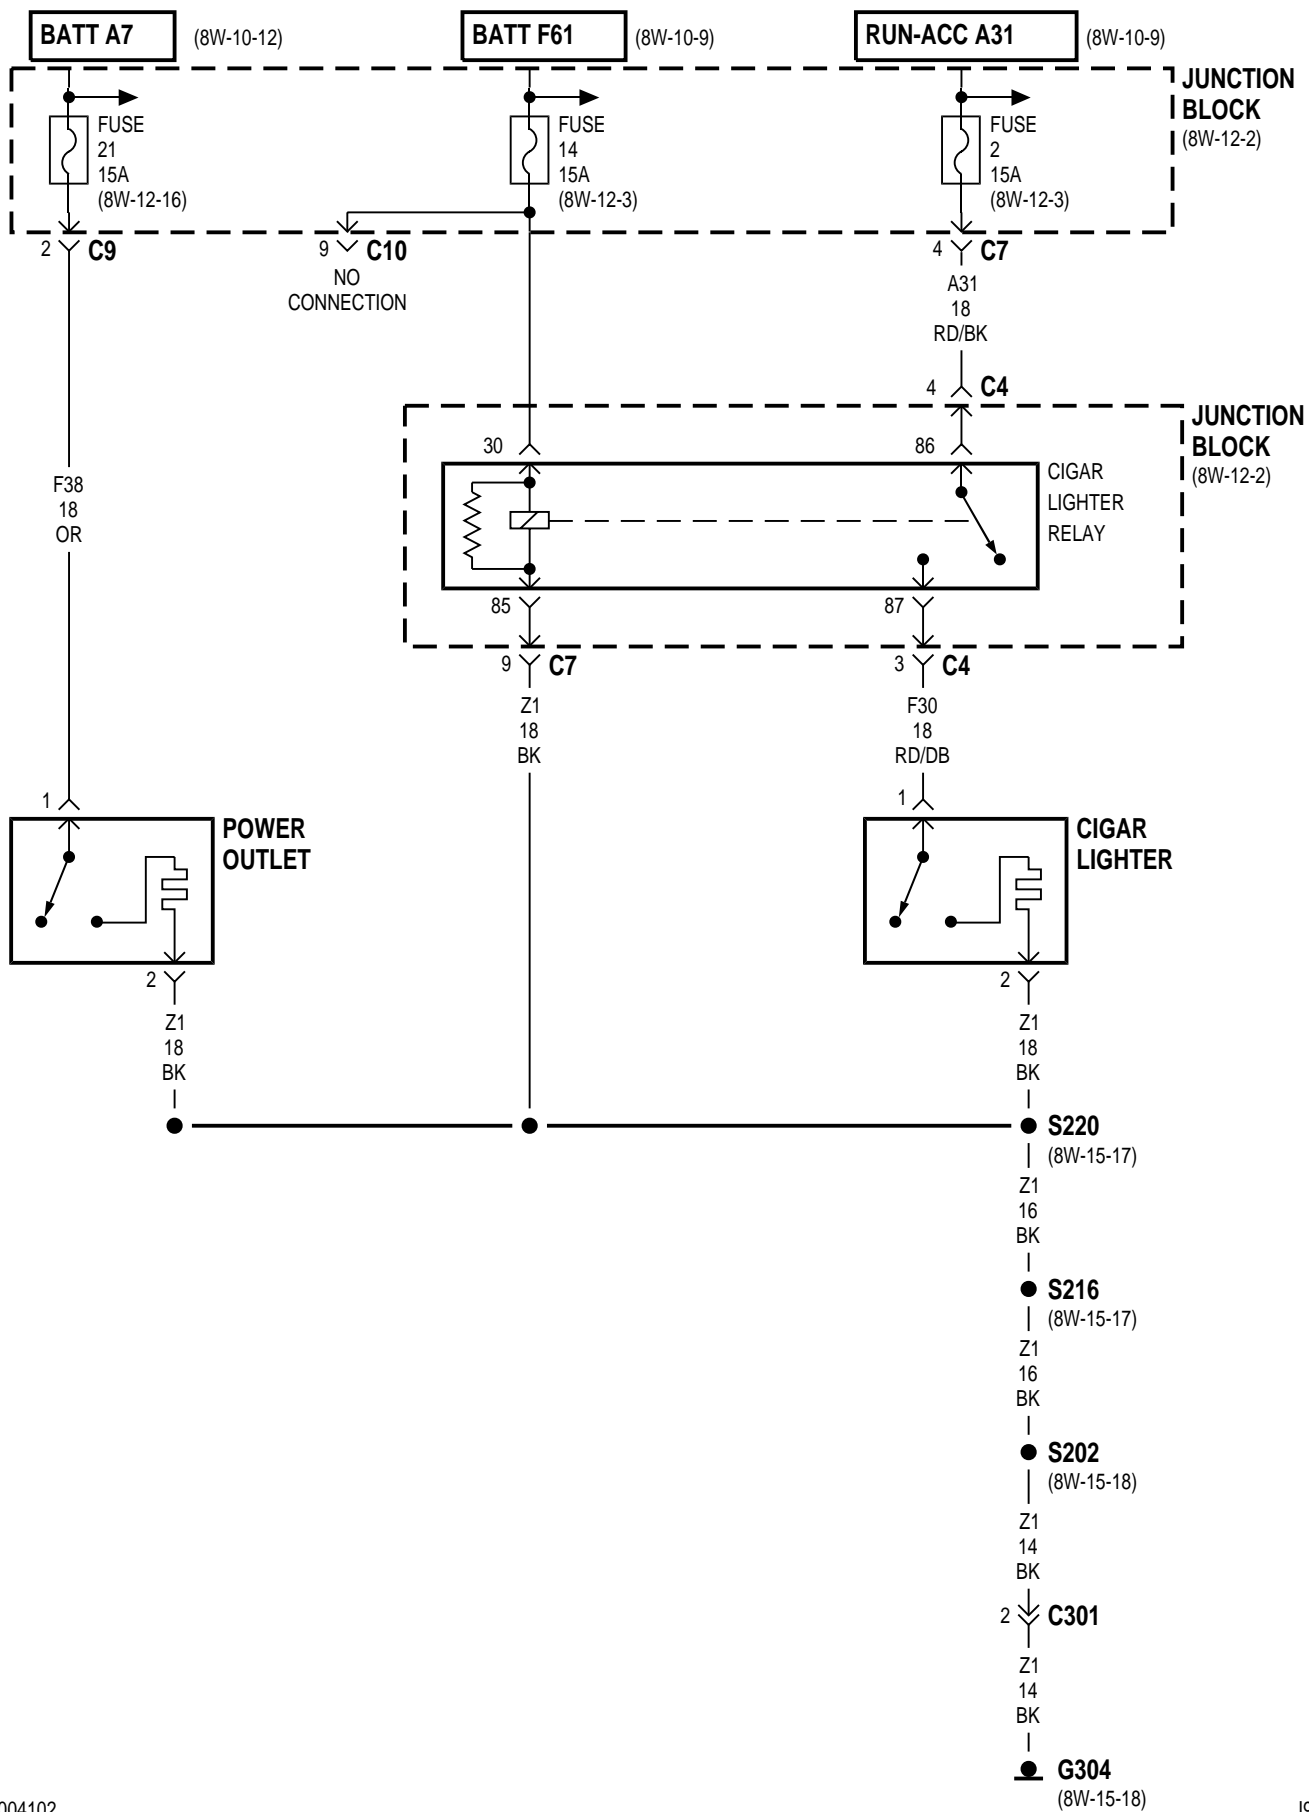 BATT A7 (8W-10-12)
BATT F61 (8W-10-9)
RUN-ACC A31 (8W-10-9)
JUNCTION
BLOCK
(8W-12-2)
FUSE
21
15A
(8W-12-16)
FUSE
14
15A
(8W-12-3)
FUSE
2
15A
(8W-12-3)
2 C9
9 C10
NO
CONNECTION
4 C7
A31
18
RD/BK
4 C4
JUNCTION
BLOCK
(8W-12-2)
30
86
CIGAR
LIGHTER
RELAY
F38
18
OR
85
87
9 C7
3 C4
Z1
18
BK
F30
18
RD/DB
1
POWER
OUTLET
1
CIGAR
LIGHTER
2
Z1
18
BK
2
Z1
18
BK
S220
(8W-15-17)
Z1
16
BK
S216
(8W-15-17)
Z1
16
BK
S202
(8W-15-18)
Z1
14
BK
2 C301
Z1
14
BK
G304
(8W-15-18)